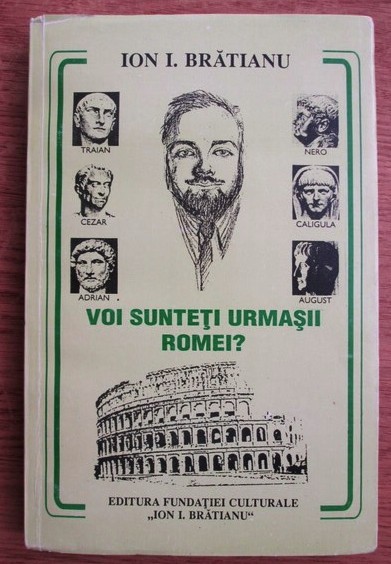 ION I. BRĂTIANU
TRAIAN
NERO
CEZAR
CALIGULA
ADRIAN
AUGUST
VOI SUNTEŢI URMAŞII
ROMEI?
EDITURA FUNDAŢIEI CULTURALE
„ION I. BRĂTIANU“